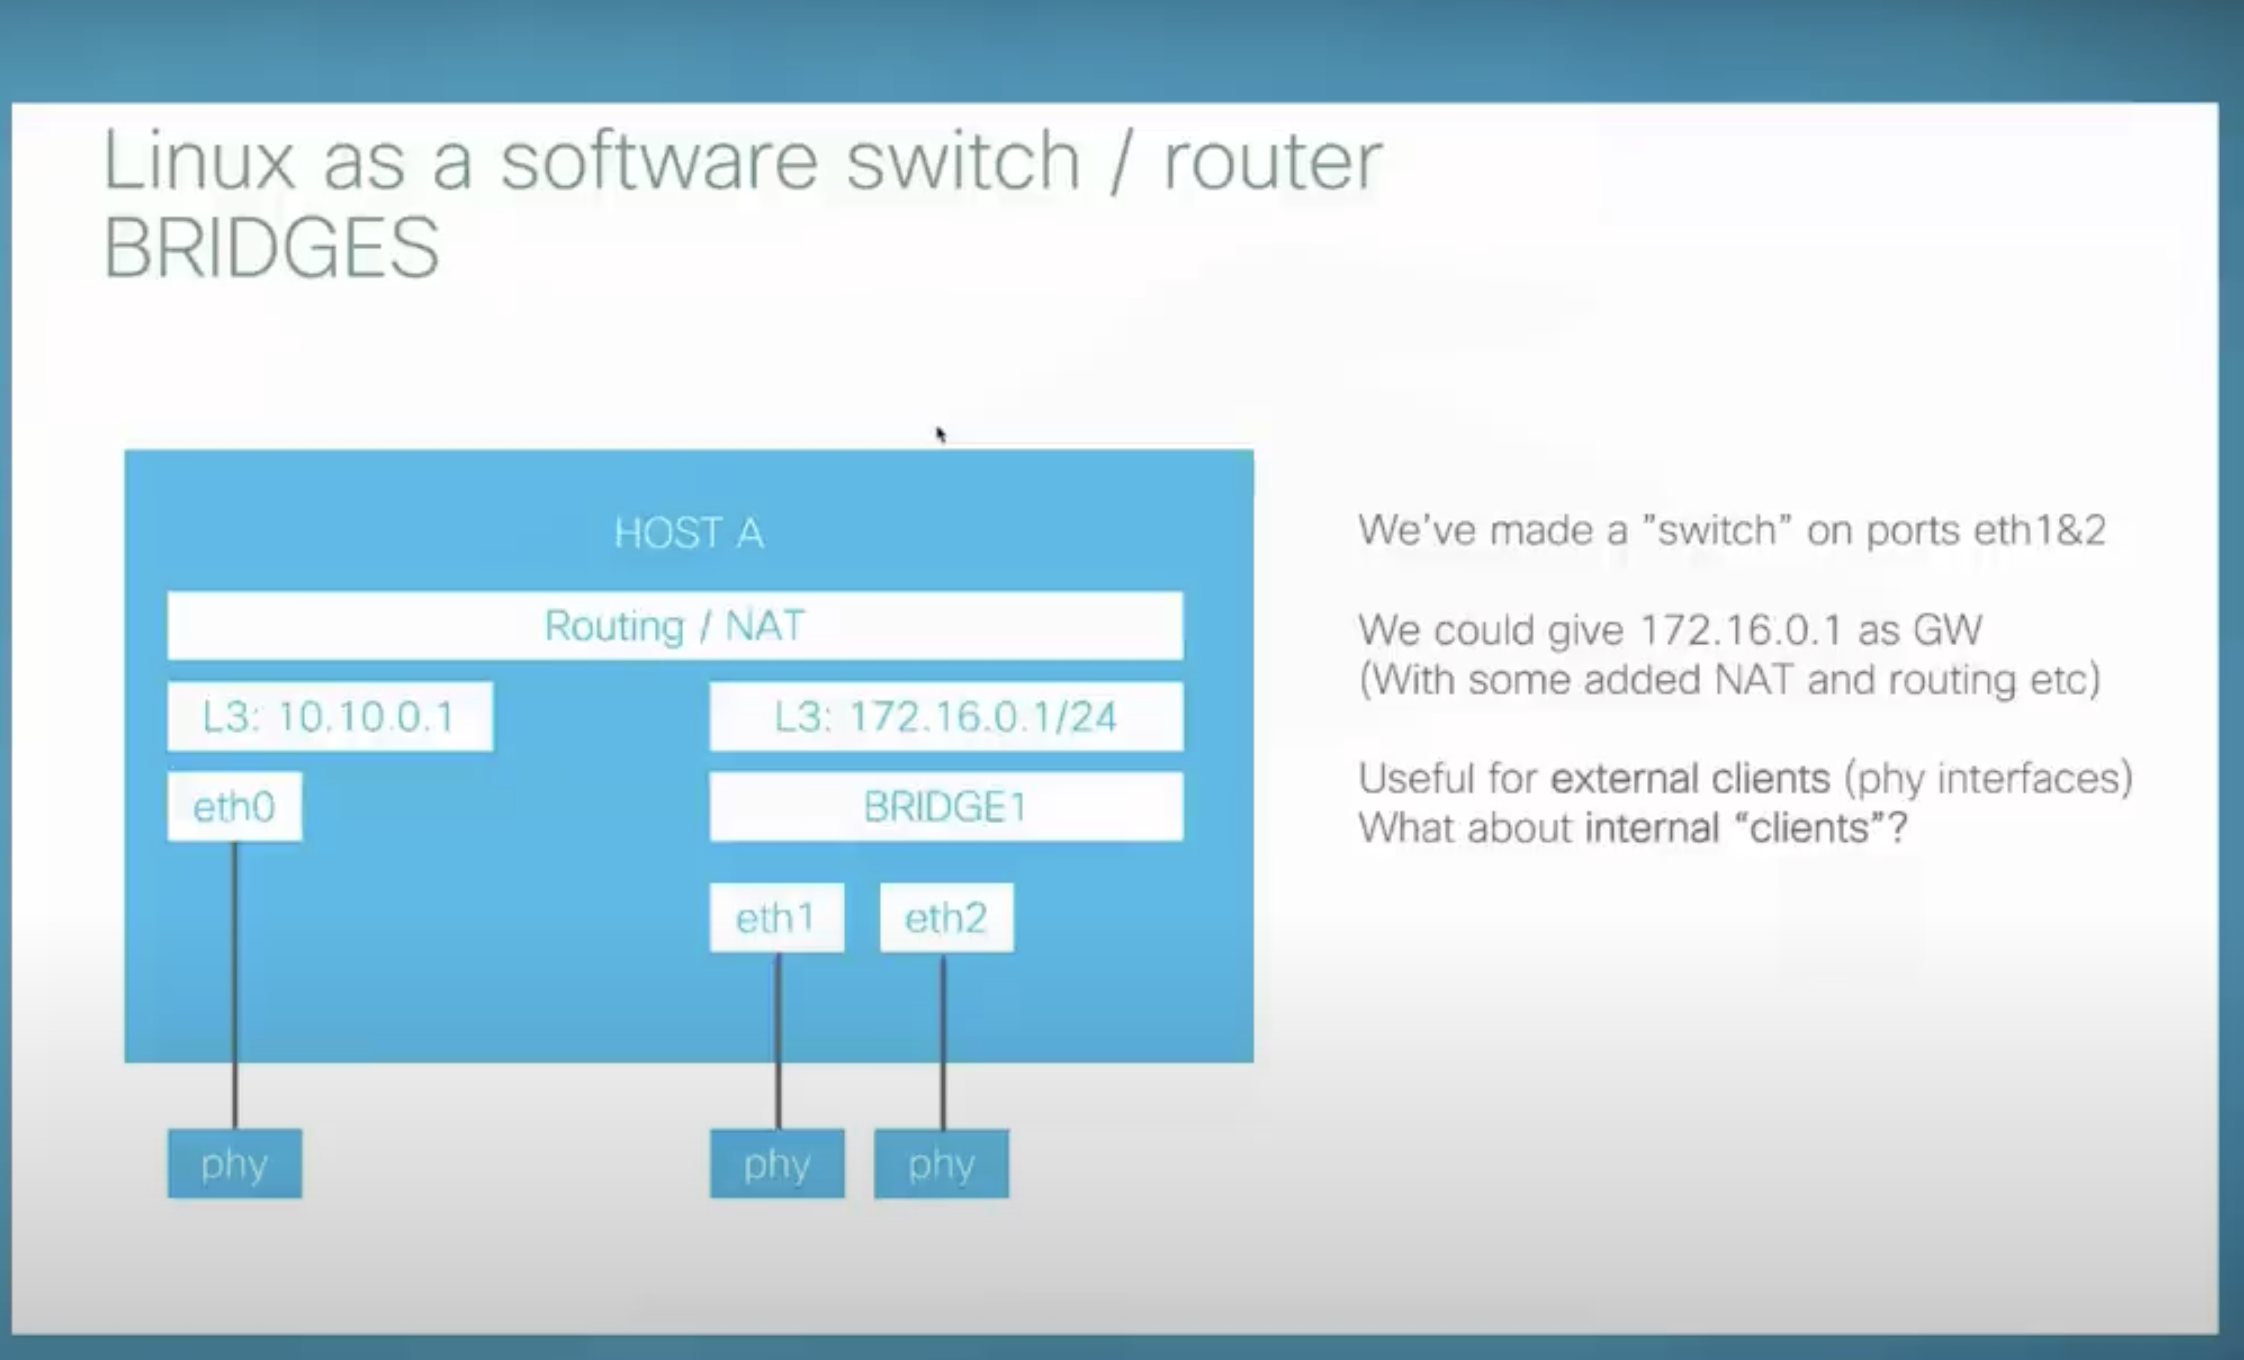 Linux as a software switch / router
BRIDGES
HOST A
Routing / NAT
L3: 10.10.0.1
L3: 172.16.0.1/24
eth0
BRIDGE1
eth1
eth2
phy
phy
phy
We've made a "switch" on ports eth1&2
We could give 172.16.0.1 as GW
(With some added NAT and routing etc)
Useful for external clients (phy interfaces)
What about internal “clients”?